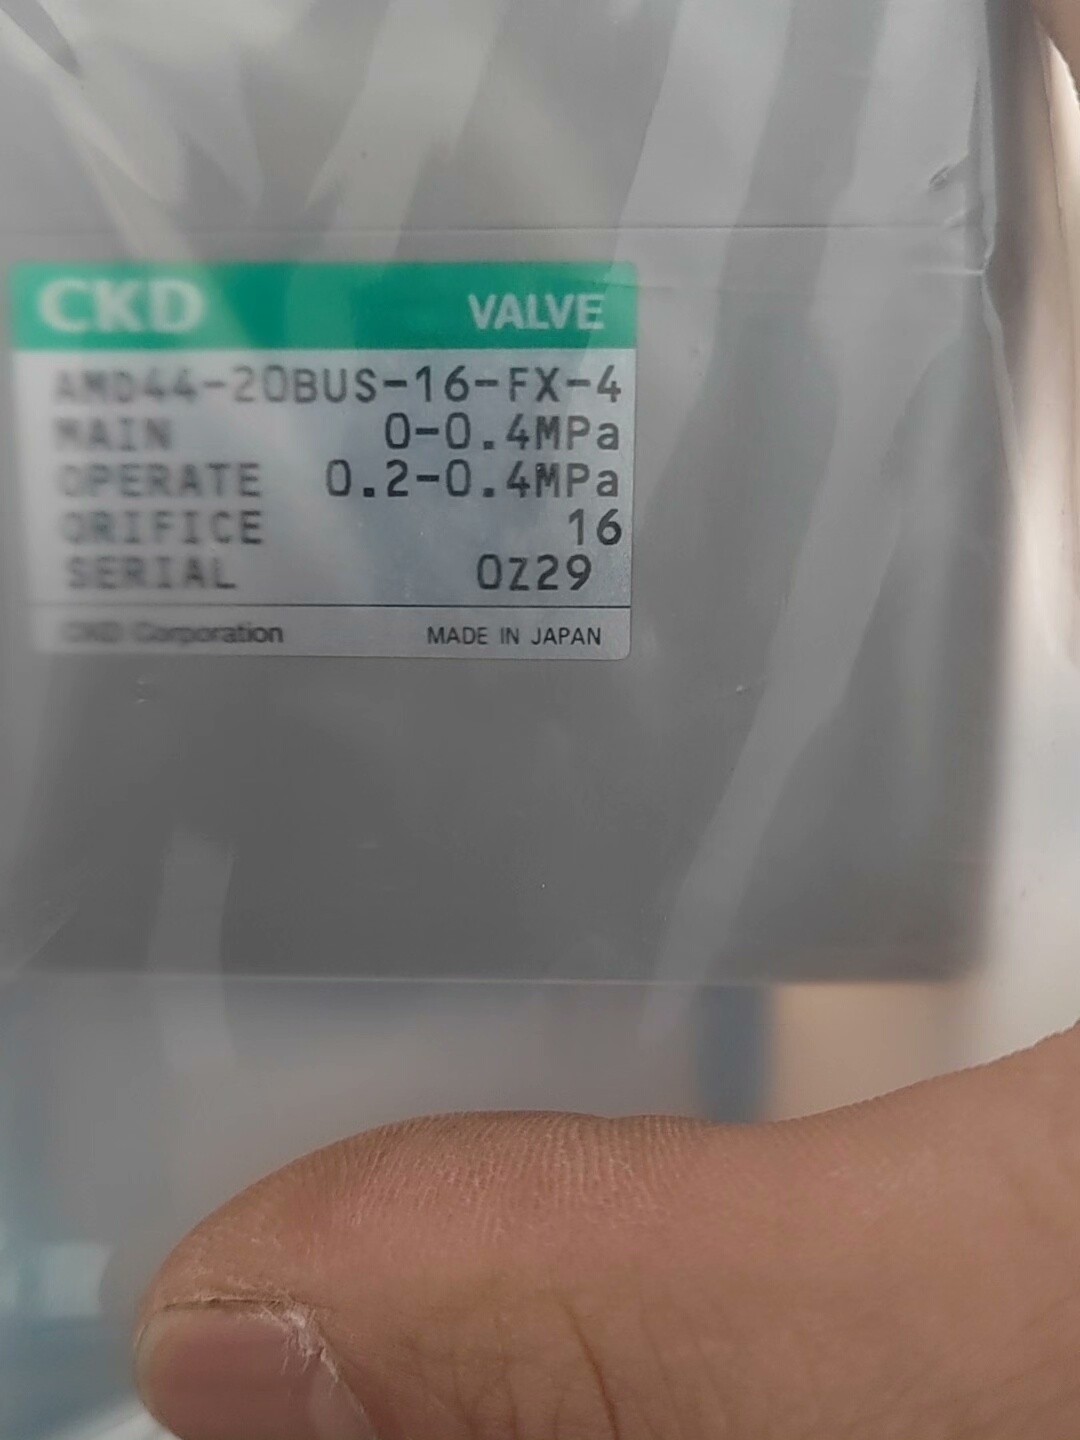 CKD VALVE
AMD44-20BUS-16-FX-4
MAIN 0-0.4MPa
OPERATE 0.2-0.4MPa
ORIFICE 16
SERIAL 0Z29
CKD Corporation MADE IN JAPAN